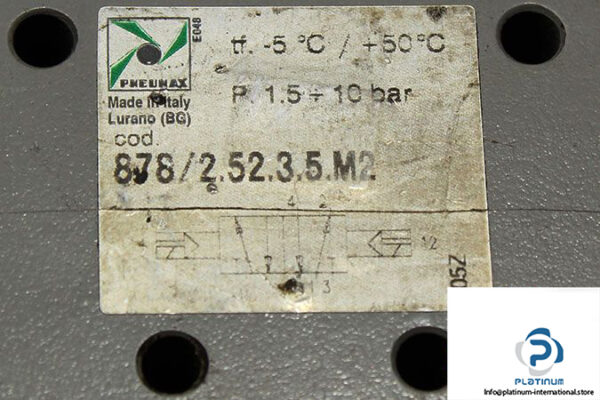 PNEUMAX
E048
Made in Italy
Lurano (BG)
tf. -5 °C / +50°C
P. 1.5 ÷ 10 bar
cod.
878/2.52.3.5.M2
4 2
12
3
05Z
PLATINUM
Info@platinum-international.store